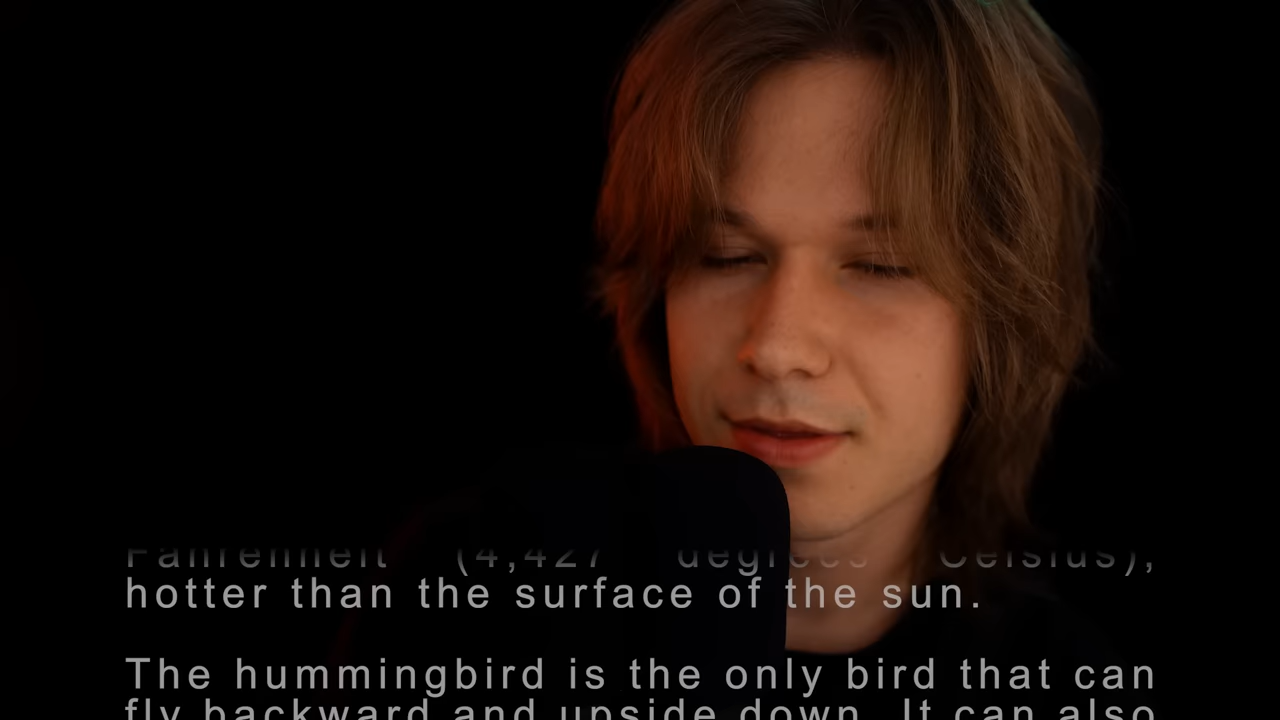 Fahrenheit (4,427 degrees Celsius),
hotter than the surface of the sun.
The hummingbird is the only bird that can
fly backward and upside down. It can also